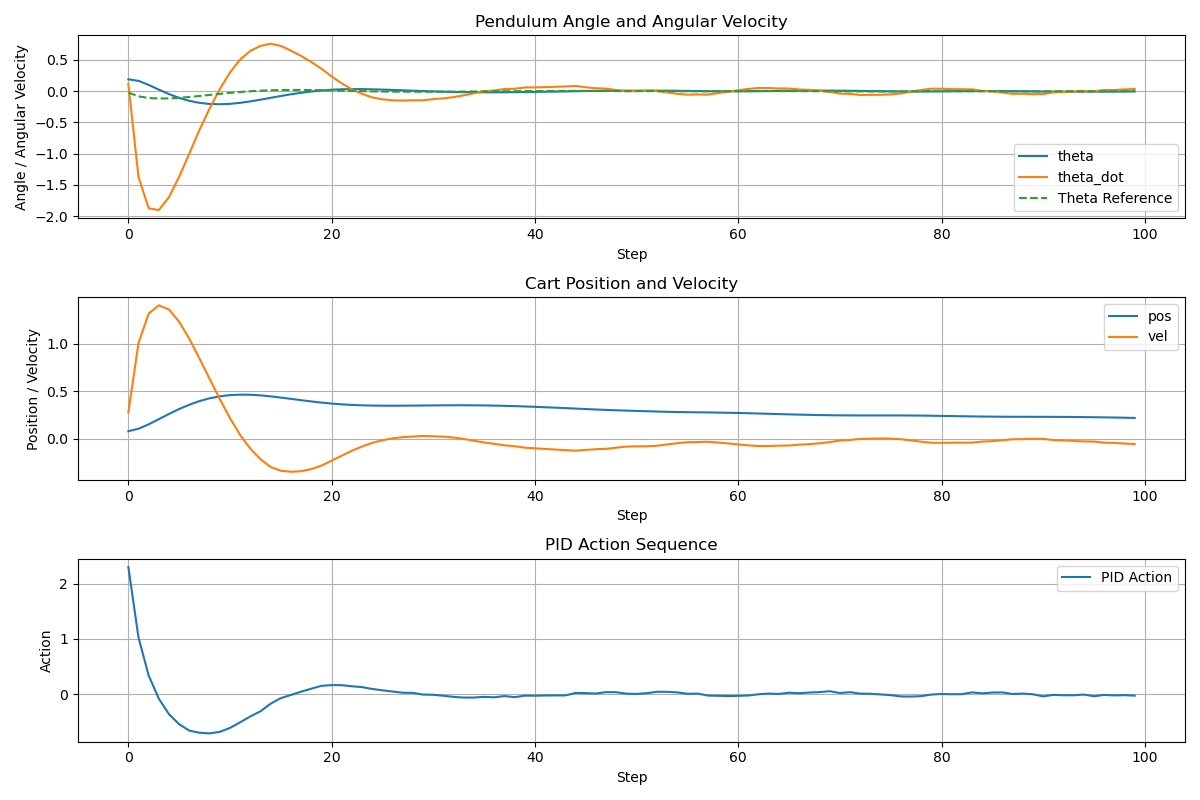 Pendulum Angle and Angular Velocity
Angle / Angular Velocity
0.5
0.0
−0.5
−1.0
−1.5
−2.0
theta
theta_dot
Theta Reference
0 20 40 60 80 100
Step
Cart Position and Velocity
Position / Velocity
1.0
0.5
0.0
pos
vel
0 20 40 60 80 100
Step
PID Action Sequence
Action
2
1
0
PID Action
0 20 40 60 80 100
Step